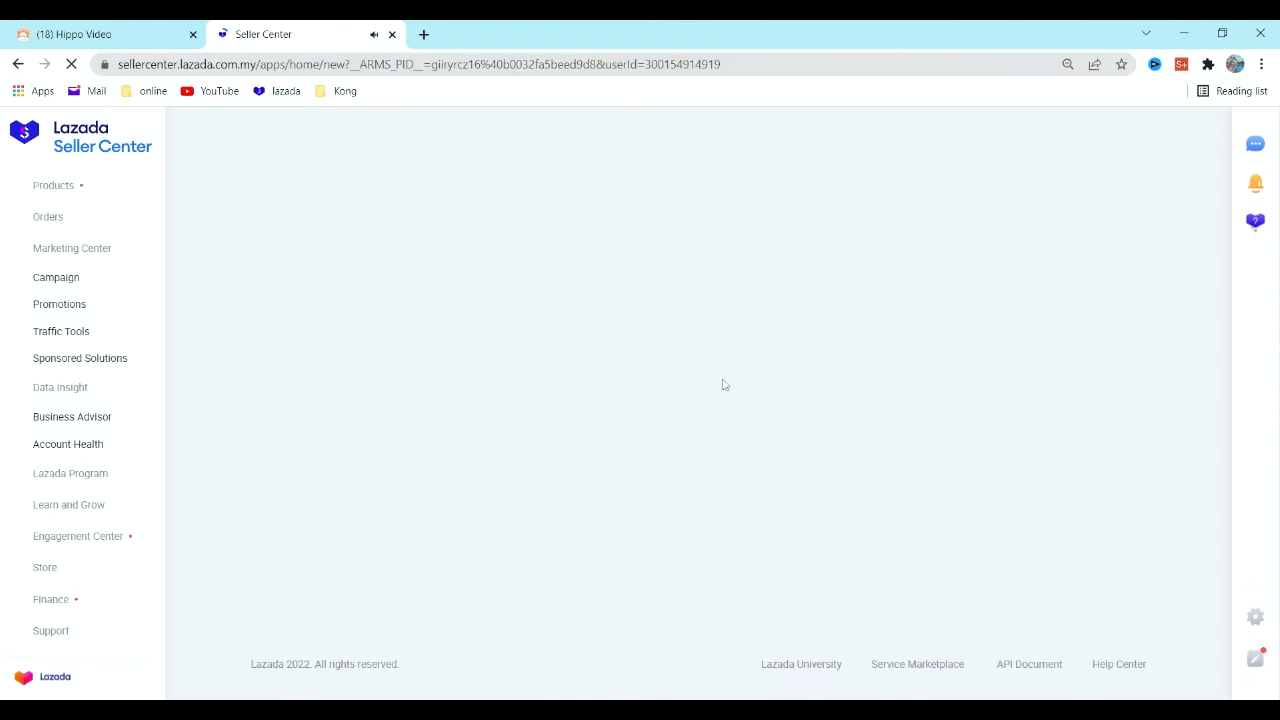 (18) Hippo Video
Seller Center
sellercenter.lazada.com.my/apps/home/new?__ARMS_PID__=giiryrcz16%40b0032fa5beed9d8&userId=300154914919
Apps
Mail
online
YouTube
lazada
Kong
Reading list
Lazada
Seller Center
Products
Orders
Marketing Center
Campaign
Promotions
Traffic Tools
Sponsored Solutions
Data Insight
Business Advisor
Account Health
Lazada Program
Learn and Grow
Engagement Center
Store
Finance
Support
Lazada
Lazada 2022. All rights reserved.
Lazada University
Service Marketplace
API Document
Help Center